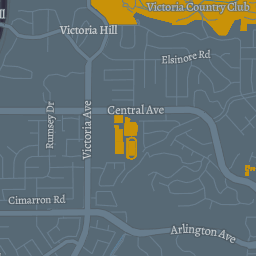 Victoria Country Club
Victoria Hill
Elsinore Rd
Central Ave
Rumsey Dr
Victoria Ave
Cimarron Rd
Arlington Ave